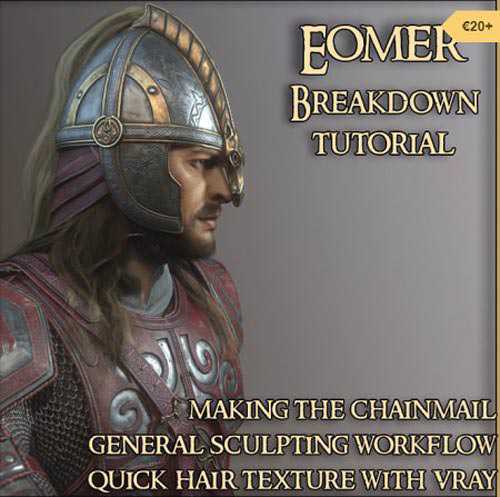 €20+
EOMER
BREAKDOWN
TUTORIAL
MAKING THE CHAINMAIL
GENERAL SCULPTING WORKFLOW
QUICK HAIR TEXTURE WITH VRAY